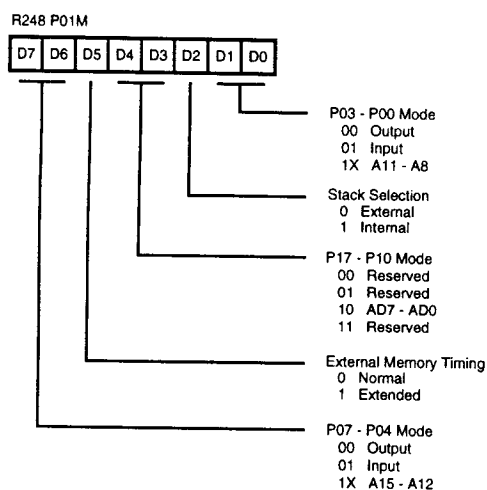 R248 P01M
D7 D6 D5 D4 D3 D2 D1 D0
P03 - P00 Mode
00 Output
01 Input
1X A11 - A8
Stack Selection
0 External
1 Internal
P17 - P10 Mode
00 Reserved
01 Reserved
10 AD7 - AD0
11 Reserved
External Memory Timing
0 Normal
1 Extended
P07 - P04 Mode
00 Output
01 Input
1X A15 - A12